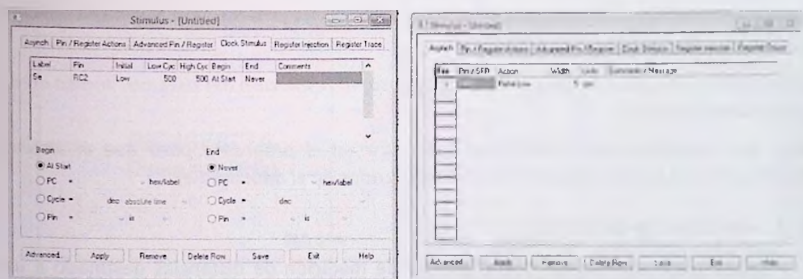 Stimulus - [Untitled]
Asynch Pin / Register Actions Advanced Pin / Register Clock Stimulus Register Injection Register Trace
Label Pin Initial Low Cyc High Cyc Begin End Comments
Se RC2 Low 500 500 At Start Never
Begin End
At Start Never
PC = hex/label PC = hex/label
Cycle = dec absolute time Cycle = dec
Pin = is Pin = is
Advanced... Apply Remove Delete Row Save Exit Help
Stimulus - [Untitled]
Asynch Pin / Register Actions Advanced Pin / Register Clock Stimulus Register Injection Register Trace
Fire Pin / SFR Action Width Units Comments / Message
Pulse Low 5 cyc
Advanced Apply Remove Delete Row Save Exit Help